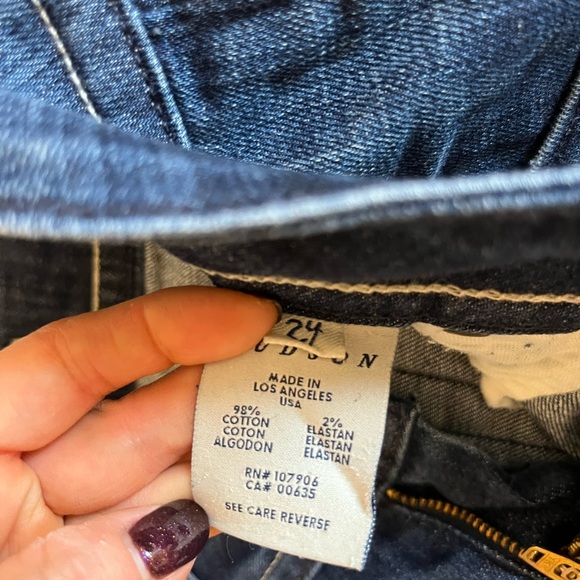 24
UDSON
MADE IN
LOS ANGELES
USA
98% 2%
COTTON ELASTAN
COTON ELASTAN
ALGODON ELASTAN
RN# 107906
CA# 00635
SEE CARE REVERSE